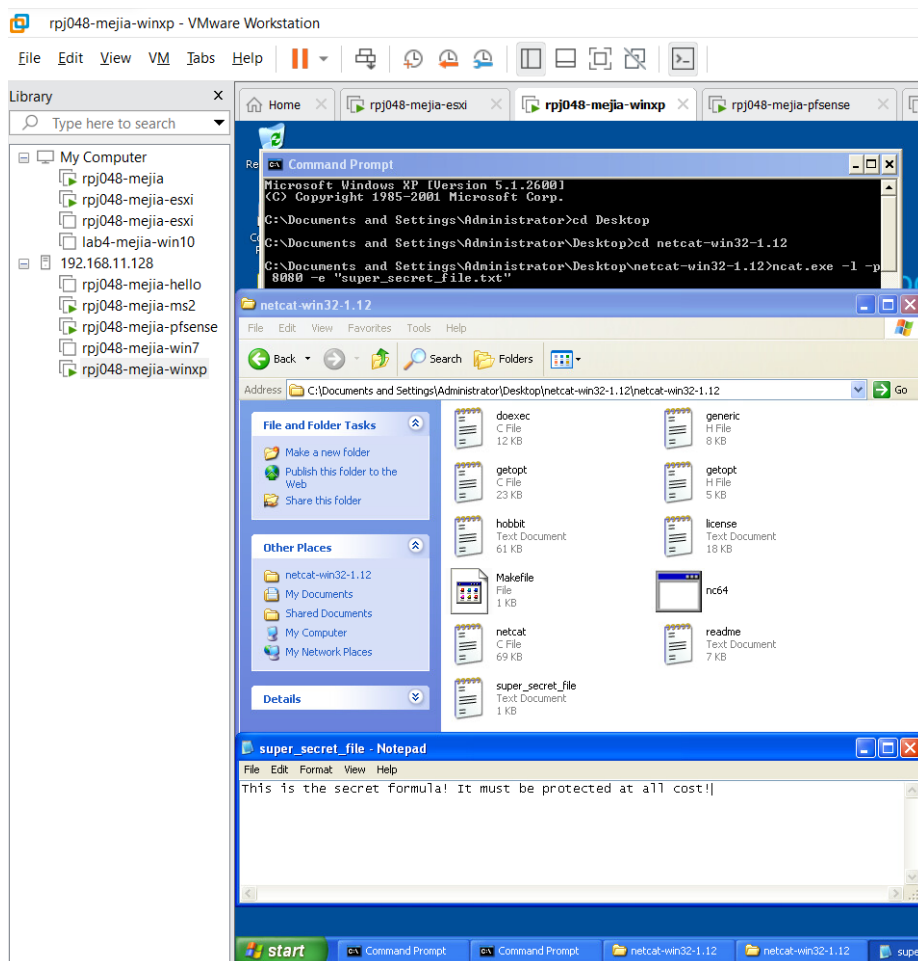 rpj048-mejia-winxp - VMware Workstation
File Edit View VM Tabs Help
Library X
Type here to search
Home rpj048-mejia-esxi rpj048-mejia-winxp rpj048-mejia-pfsense
My Computer
rpj048-mejia
rpj048-mejia-esxi
rpj048-mejia-esxi
lab4-mejia-win10
192.168.11.128
rpj048-mejia-hello
rpj048-mejia-ms2
rpj048-mejia-pfsense
rpj048-mejia-win7
rpj048-mejia-winxp
Command Prompt
Microsoft Windows XP [Version 5.1.2600]
(C) Copyright 1985-2001 Microsoft Corp.
C:\Documents and Settings\Administrator>cd Desktop
C:\Documents and Settings\Administrator\Desktop>cd netcat-win32-1.12
C:\Documents and Settings\Administrator\Desktop\netcat-win32-1.12>ncat.exe -l -p
8080 -e "super_secret_file.txt"
netcat-win32-1.12
File Edit View Favorites Tools Help
Back Search Folders
Address C:\Documents and Settings\Administrator\Desktop\netcat-win32-1.12\netcat-win32-1.12 Go
File and Folder Tasks
Make a new folder
Publish this folder to the
Web
Share this folder
Other Places
netcat-win32-1.12
My Documents
Shared Documents
My Computer
My Network Places
Details
doexec
C File
12 KB
generic
H File
8 KB
getopt
C File
23 KB
getopt
H File
5 KB
hobbit
Text Document
61 KB
license
Text Document
18 KB
Makefile
File
1 KB
nc64
netcat
C File
69 KB
readme
Text Document
7 KB
super_secret_file
Text Document
1 KB
super_secret_file - Notepad
File Edit Format View Help
This is the secret formula! It must be protected at all cost!
start Command Prompt Command Prompt netcat-win32-1.12 netcat-win32-1.12